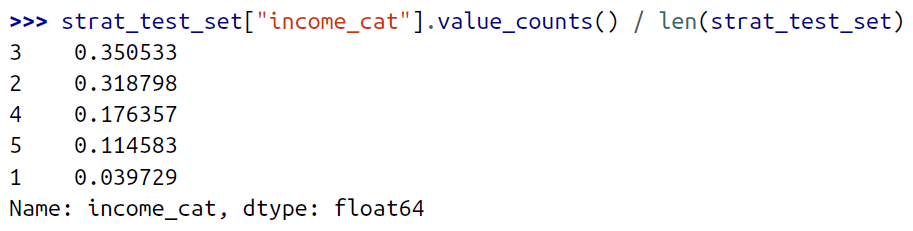 >>> strat_test_set["income_cat"].value_counts() / len(strat_test_set)
3    0.350533
2    0.318798
4    0.176357
5    0.114583
1    0.039729
Name: income_cat, dtype: float64